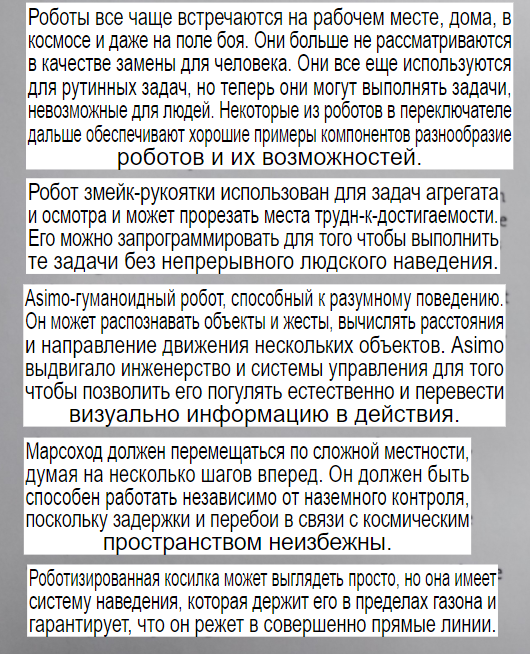 Роботы все чаще встречаются на рабочем месте, дома, в
космосе и даже на поле боя. Они больше не рассматриваются
в качестве замены для человека. Они все еще используются
для рутинных задач, но теперь они могут выполнять задачи,
невозможные для людей. Некоторые из роботов в переключателе
дальше обеспечивают хорошие примеры компонентов разнообразие
роботов и их возможностей.
Робот змейк-рукоятки использован для задач агрегата
и осмотра и может прорезать места трудн-к-достигаемости.
Его можно запрограммировать для того чтобы выполнить
те задачи без непрерывного людского наведения.
Asimo-гуманоидный робот, способный к разумному поведению.
Он может распознавать объекты и жесты, вычислять расстояния
и направление движения нескольких объектов. Asimo
выдвигало инженерство и системы управления для того
чтобы позволить его погулять естественно и перевести
визуально информацию в действия.
Марсоход должен перемещаться по сложной местности,
думая на несколько шагов вперед. Он должен быть
способен работать независимо от наземного контроля,
поскольку задержки и перебои в связи с космическим
пространством неизбежны.
Роботизированная косилка может выглядеть просто, но она имеет
систему наведения, которая держит его в пределах газона и
гарантирует, что он режет в совершенно прямые линии.